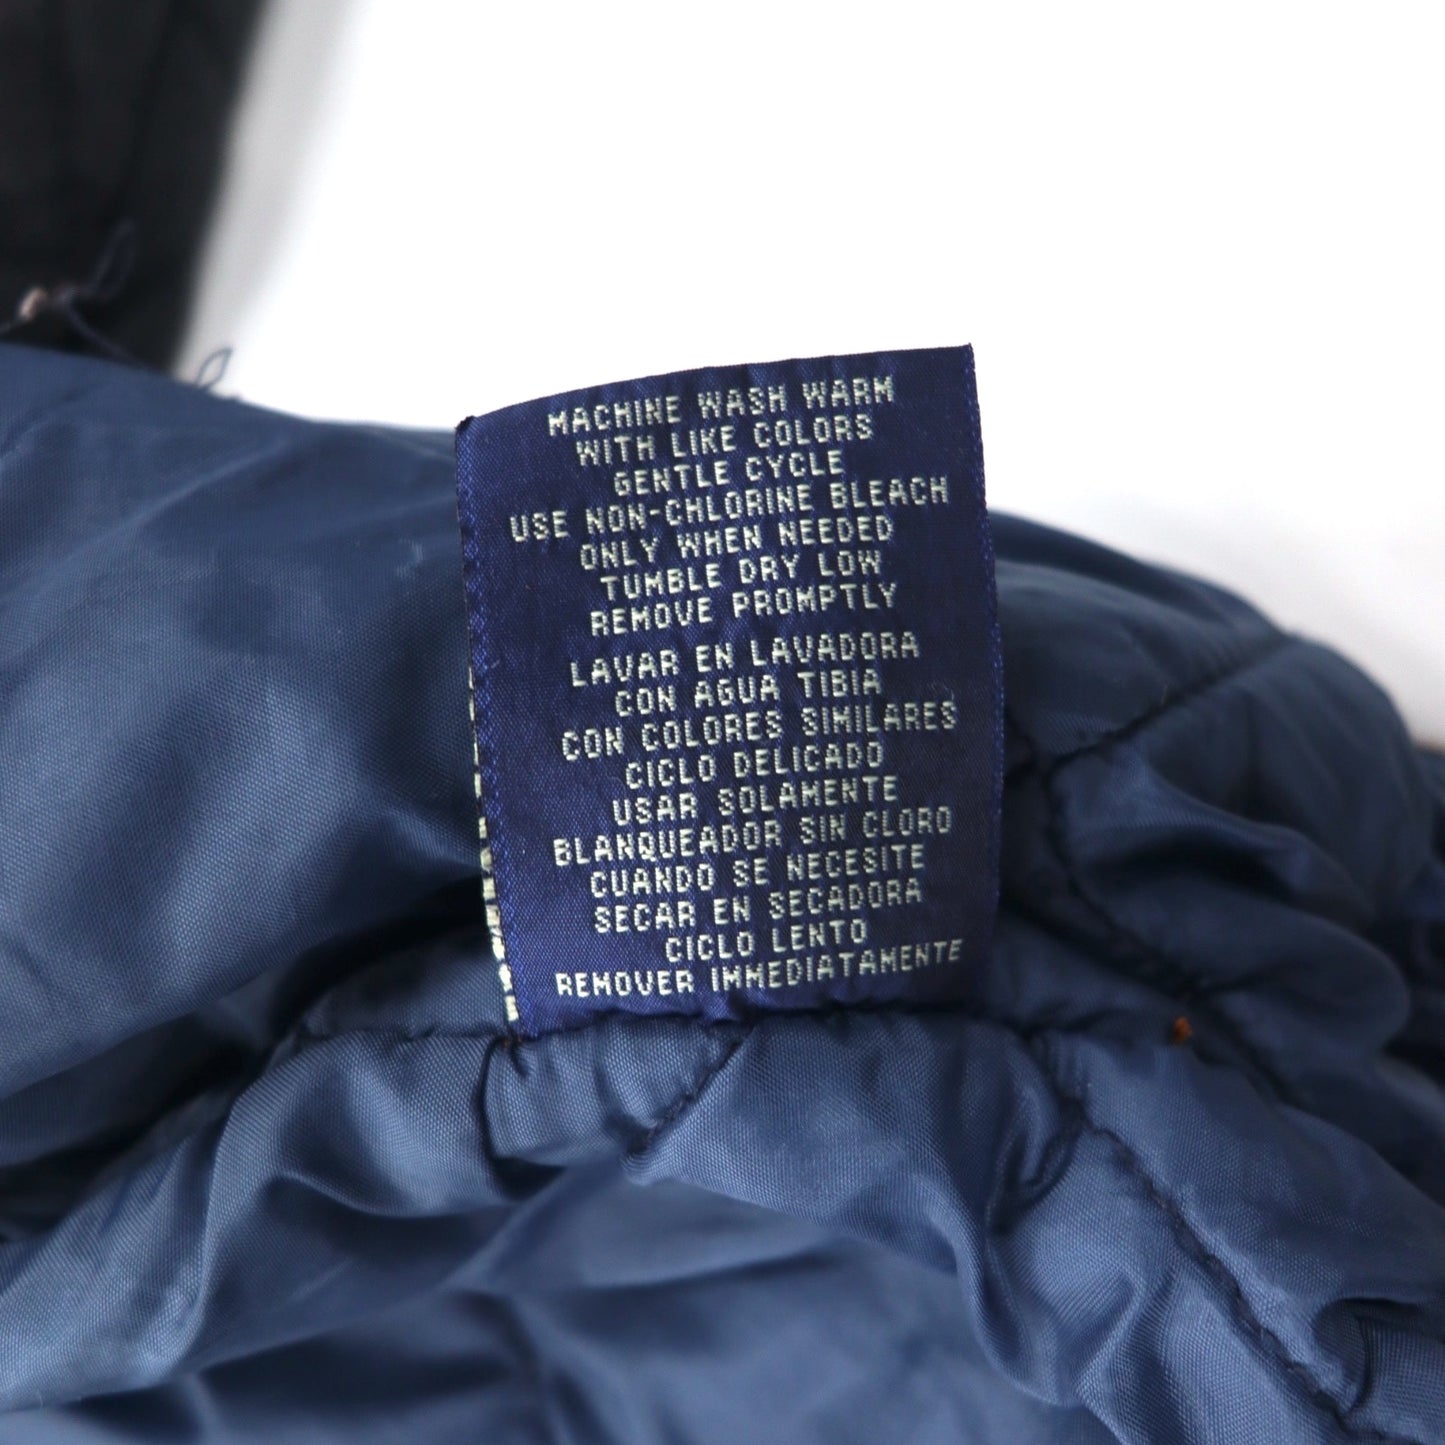 MACHINE WASH WARM
WITH LIKE COLORS
GENTLE CYCLE
USE NON-CHLORINE BLEACH
ONLY WHEN NEEDED
TUMBLE DRY LOW
REMOVE PROMPTLY
LAVAR EN LAVADORA
CON AGUA TIBIA
CON COLORES SIMILARES
CICLO DELICADO
USAR SOLAMENTE
BLANQUEADOR SIN CLORO
CUANDO SE NECESITE
SECAR EN SECADORA
CICLO LENTO
REMOVER IMMEDIATAMENTE